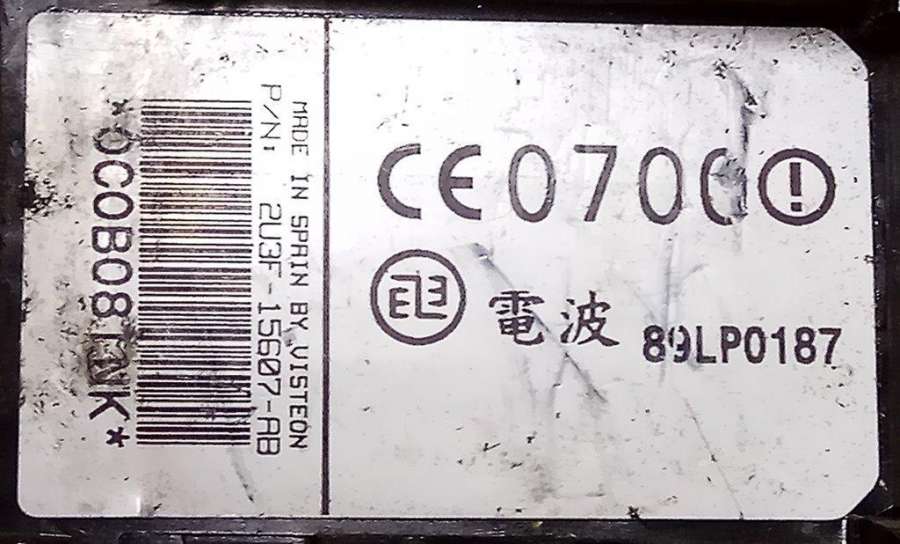 MADE IN SPAIN BY VISTEON
P/N: 2U3F-15607-AB
CE0700
電波 89LP0187